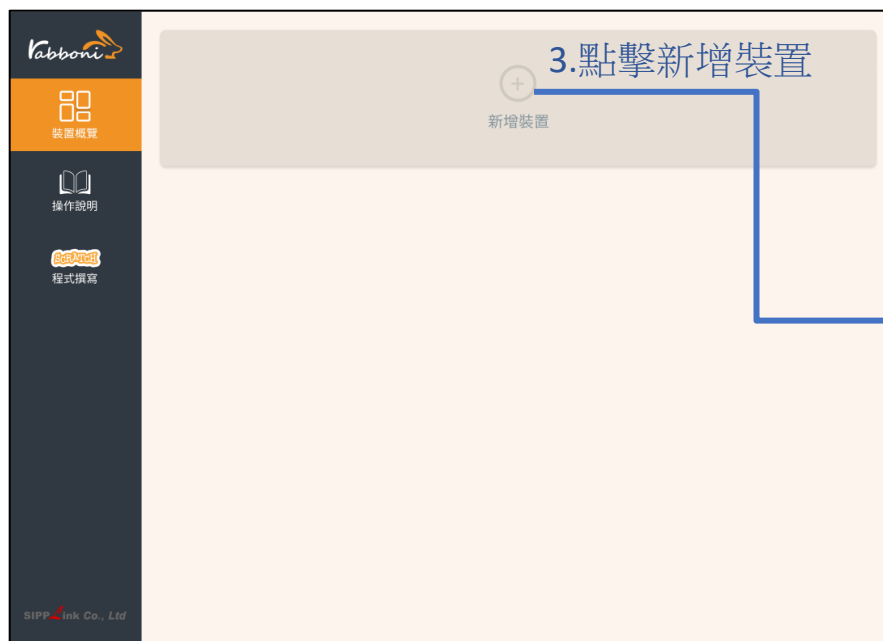 rabboni
3.點擊新增裝置
新增裝置
裝置概覽
操作說明
SCRATCH
程式撰寫
SIPPLink Co., Ltd